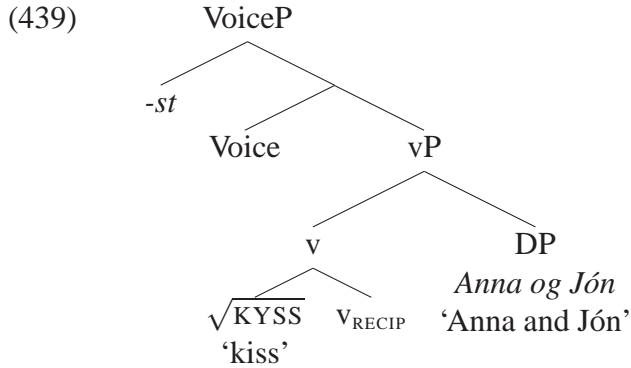 (439) VoiceP
-st
Voice vP
v DP
√KYSS v_RECIP Anna og Jón
‘kiss’ ‘Anna and Jón’